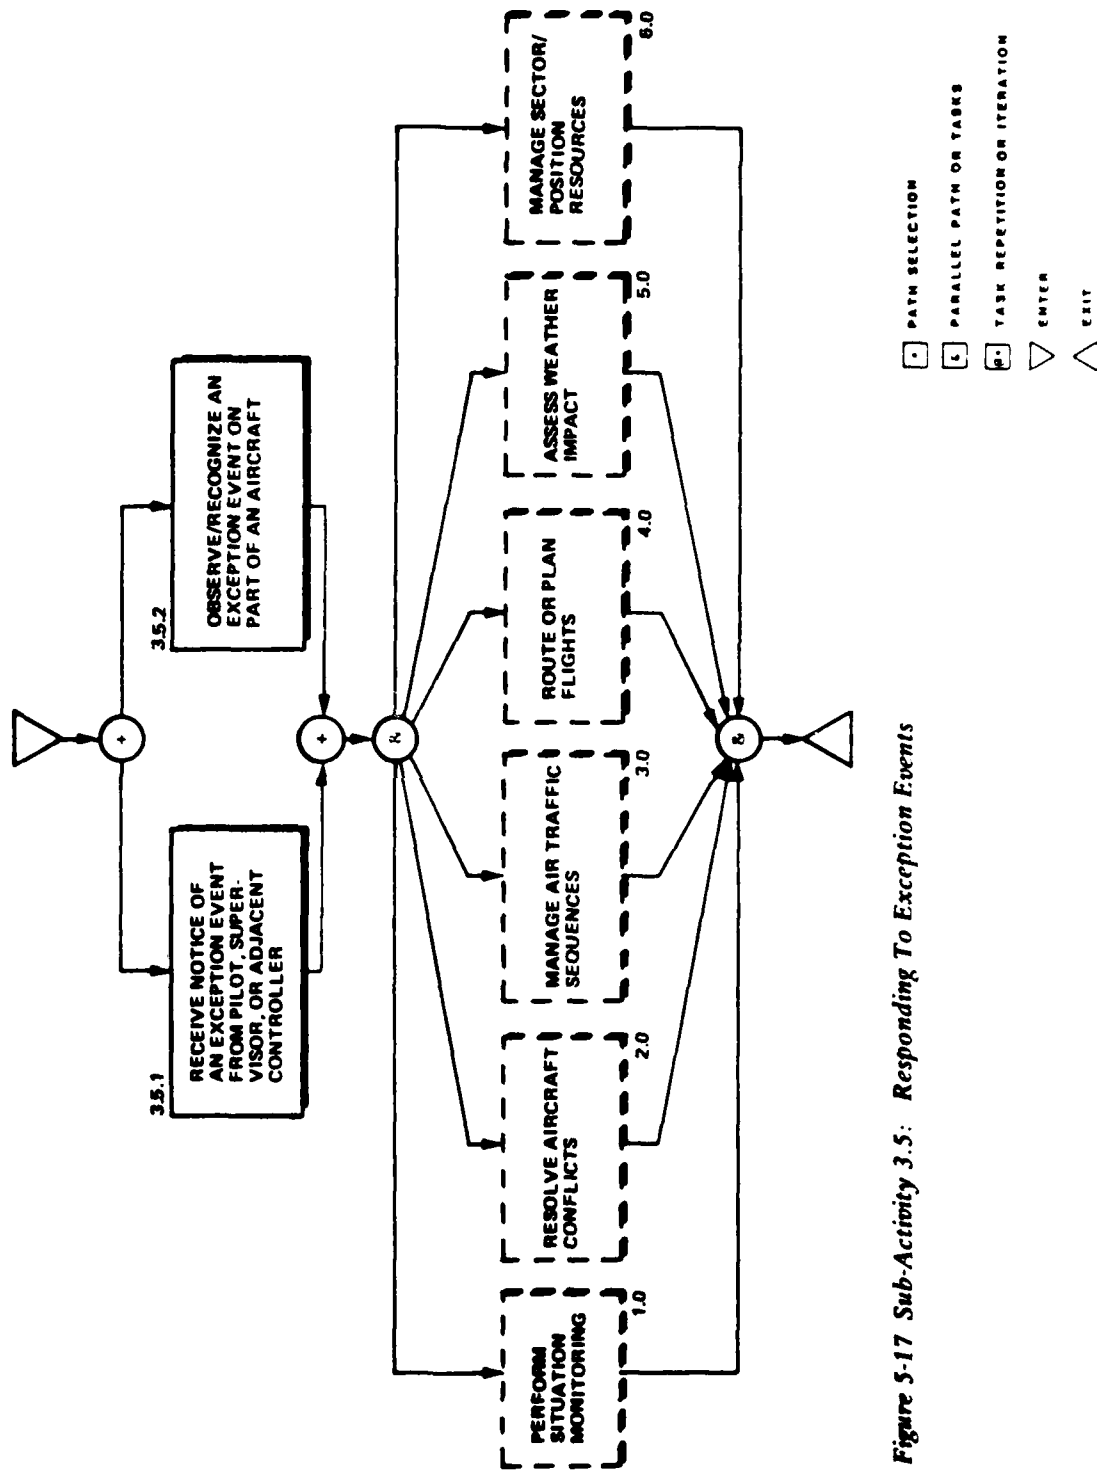 +
3.5.1
RECEIVE NOTICE OF
AN EXCEPTION EVENT
FROM PILOT, SUPER-
VISOR, OR ADJACENT
CONTROLLER
3.5.2
OBSERVE/RECOGNIZE AN
EXCEPTION EVENT ON
PART OF AN AIRCRAFT
+
&
PERFORM
SITUATION
MONITORING
1.0
RESOLVE AIRCRAFT
CONFLICTS
2.0
MANAGE AIR TRAFFIC
SEQUENCES
3.0
ROUTE OR PLAN
FLIGHTS
4.0
ASSESS WEATHER
IMPACT
5.0
MANAGE SECTOR/
POSITION
RESOURCES
6.0
&
PATH SELECTION
& PARALLEL PATH OR TASKS
TASK REPETITION OR ITERATION
ENTER
EXIT
Figure 5-17 Sub-Activity 3.5: Responding To Exception Events